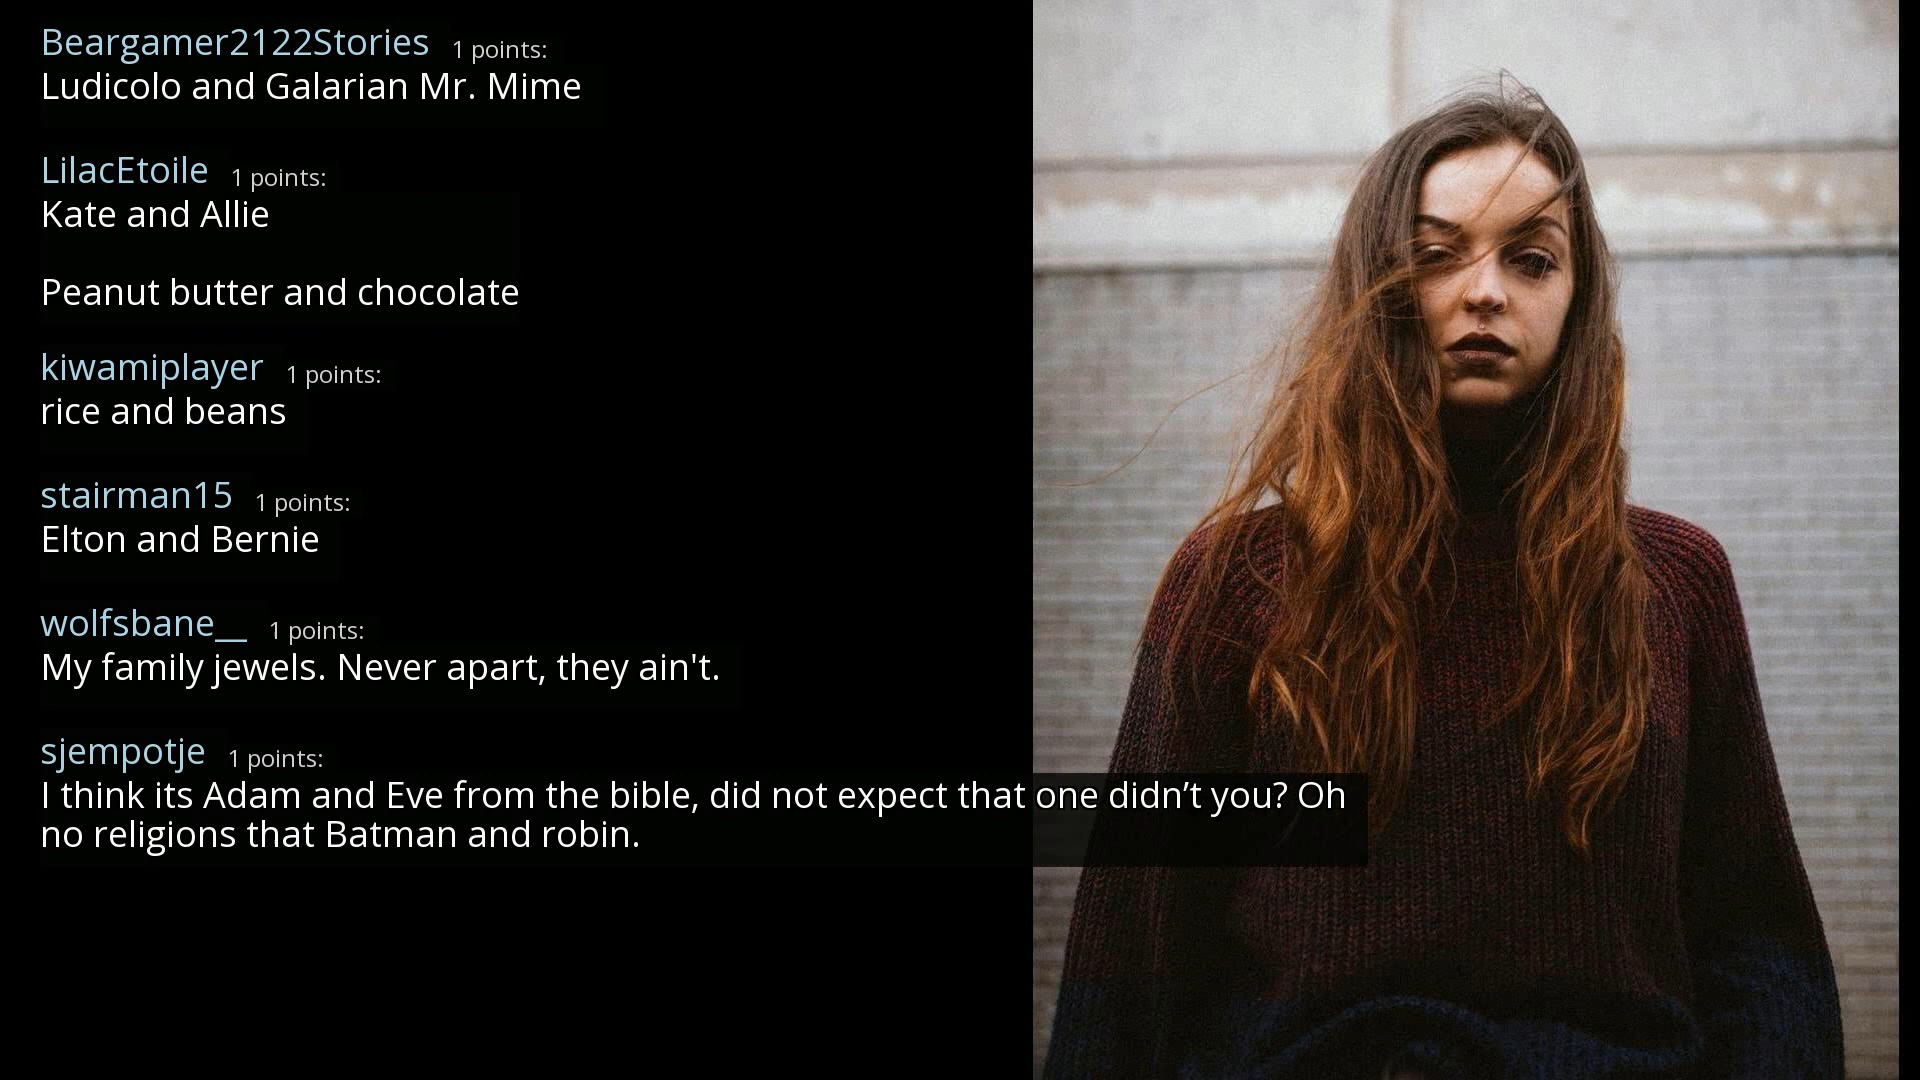 Beargamer2122Stories 1 points:
Ludicolo and Galarian Mr. Mime
LilacEtoile 1 points:
Kate and Allie
Peanut butter and chocolate
kiwamiplayer 1 points:
rice and beans
stairman15 1 points:
Elton and Bernie
wolfsbane__ 1 points:
My family jewels. Never apart, they ain't.
sjempotje 1 points:
I think its Adam and Eve from the bible, did not expect that one didn’t you? Oh
no religions that Batman and robin.